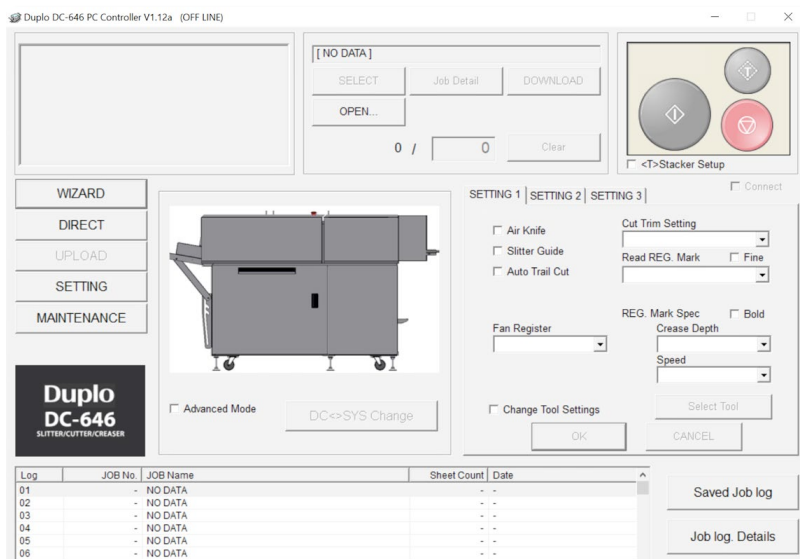 Duplo DC-646 PC Controller V1.12a (OFF LINE)
[ NO DATA ]
SELECT
Job Detail
DOWNLOAD
OPEN...
0 / 0
Clear
<T>Stacker Setup
Connect
WIZARD
DIRECT
UPLOAD
SETTING
MAINTENANCE
Duplo
DC-646
SLITTER/CUTTER/CREASER
Advanced Mode
DC<>SYS Change
SETTING 1 SETTING 2 SETTING 3
Air Knife
Slitter Guide
Auto Trail Cut
Cut Trim Setting
Read REG. Mark
Fine
REG. Mark Spec
Bold
Fan Register
Crease Depth
Speed
Change Tool Settings
Select Tool
OK
CANCEL
Log JOB No. JOB Name Sheet Count Date
01 - NO DATA - -
02 - NO DATA - -
03 - NO DATA - -
04 - NO DATA - -
05 - NO DATA - -
06 - NO DATA - -
Saved Job log
Job log. Details